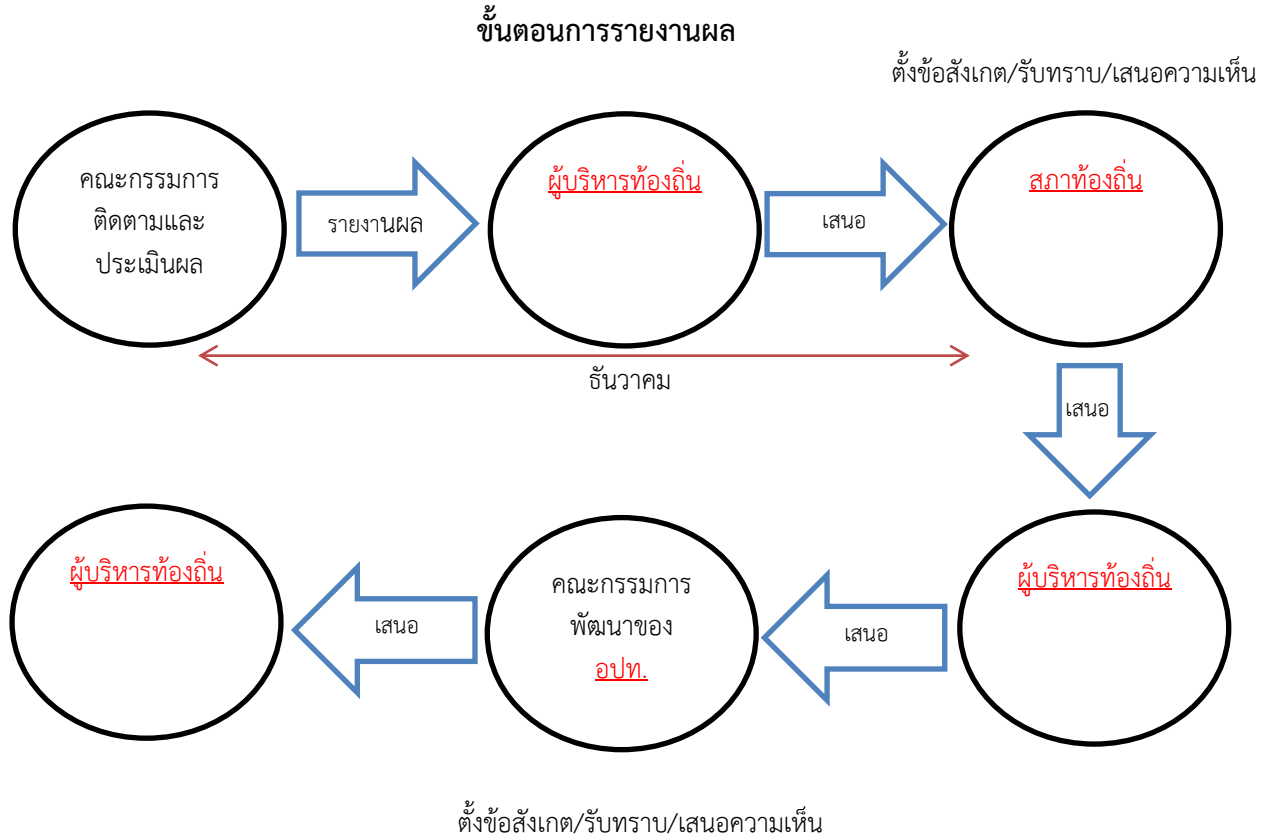 ขั้นตอนการรายงานผล
ตั้งข้อสังเกต/รับทราบ/เสนอความเห็น
คณะกรรมการ
ติดตามและ
ประเมินผล
รายงานผล
ผู้บริหารท้องถิ่น
เสนอ
สภาท้องถิ่น
ธันวาคม
เสนอ
ผู้บริหารท้องถิ่น
เสนอ
คณะกรรมการ
พัฒนาของ
อปท.
เสนอ
ผู้บริหารท้องถิ่น
ตั้งข้อสังเกต/รับทราบ/เสนอความเห็น